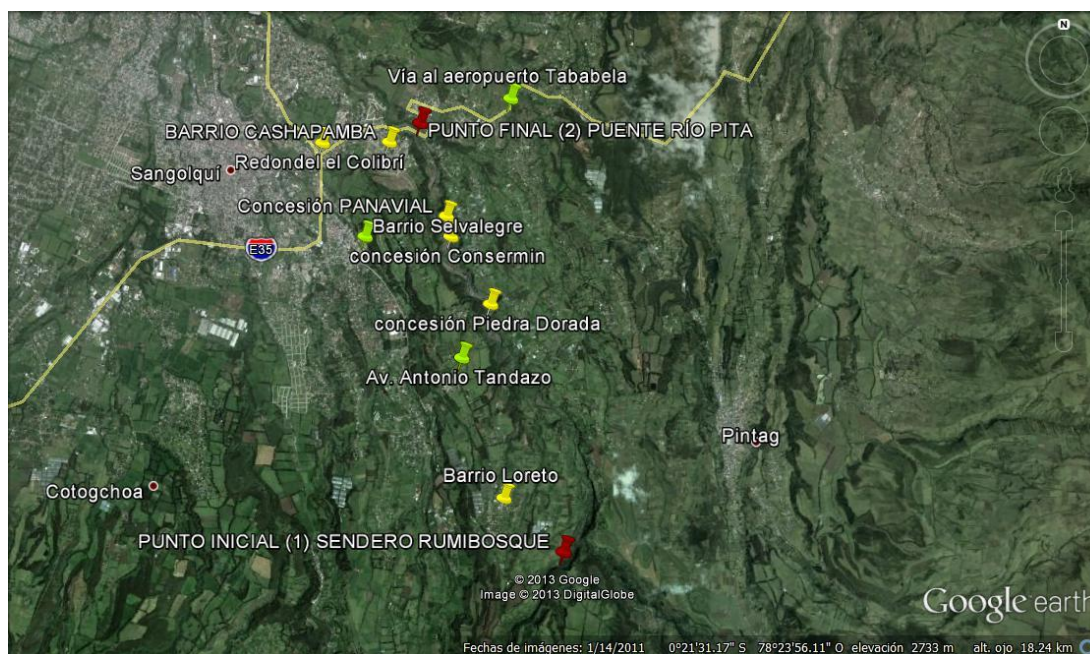 N
Vía al aeropuerto Tababela
BARRIO CASHAPAMBA
PUNTO FINAL (2) PUENTE RÍO PITA
Redondel el Colibrí
Sangolquí
Concesión PANAVIAL
Barrio Selvalegre
E35
concesión Consermin
concesión Piedra Dorada
Av. Antonio Tandazo
Pintag
Barrio Loreto
Cotogchoa
PUNTO INICIAL (1) SENDERO RUMIBOSQUE
© 2013 Google
Image © 2013 DigitalGlobe
Google earth
Fechas de imágenes: 1/14/2011 0°21'31.17" S 78°23'56.11" O elevación 2733 m alt. ojo 18.24 km